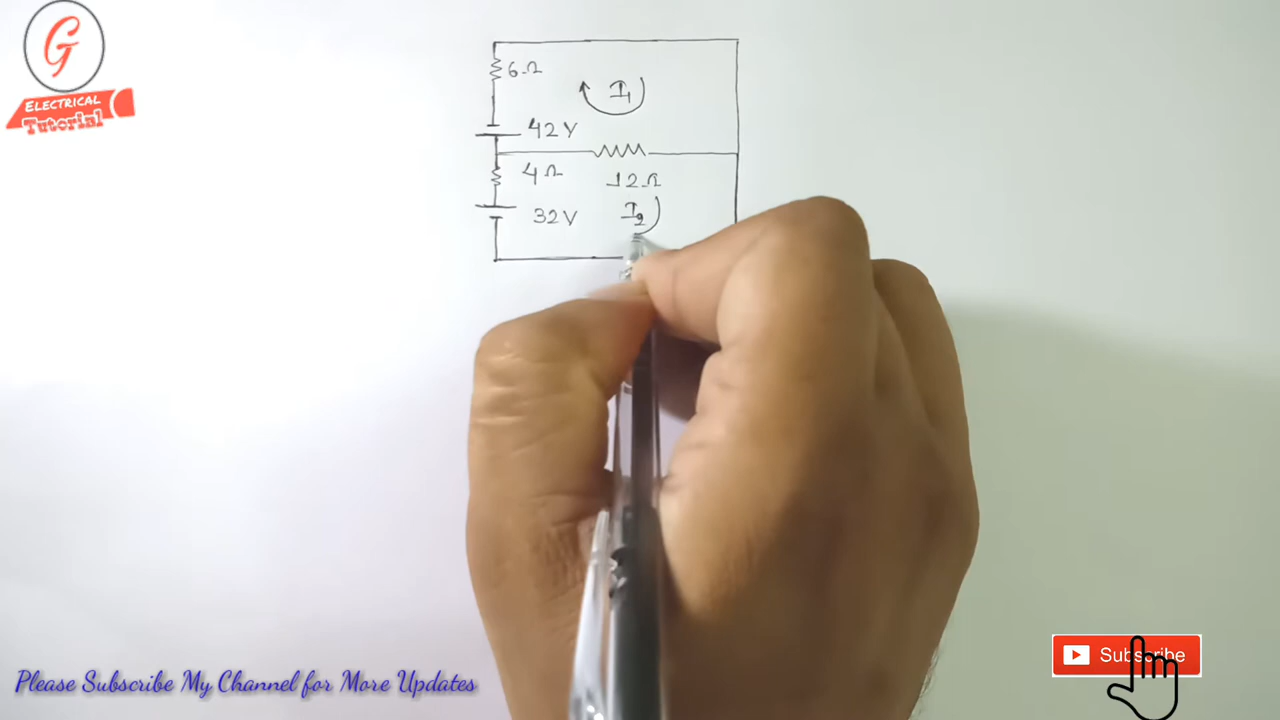 G
ELECTRICAL
Tutorial
6Ω
I1
42V
4Ω
12Ω
32V
I2
Please Subscribe My Channel for More Updates
Subscribe